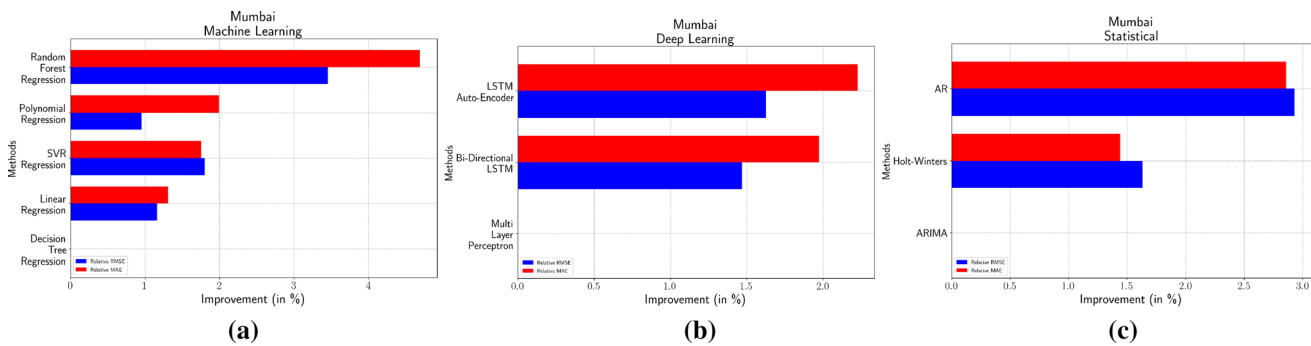 Mumbai
Machine Learning
Methods
Random
Forest
Regression
Polynomial
Regression
SVR
Regression
Linear
Regression
Decision
Tree
Regression
Relative RMSE
Relative MAE
0 1 2 3 4
Improvement (in %)
(a)
Mumbai
Deep Learning
Methods
LSTM
Auto-Encoder
Bi-Directional
LSTM
Multi
Layer
Perceptron
Relative RMSE
Relative MAE
0.0 0.5 1.0 1.5 2.0
Improvement (in %)
(b)
Mumbai
Statistical
Methods
AR
Holt-Winters
ARIMA
Relative RMSE
Relative MAE
0.0 0.5 1.0 1.5 2.0 2.5 3.0
Improvement (in %)
(c)